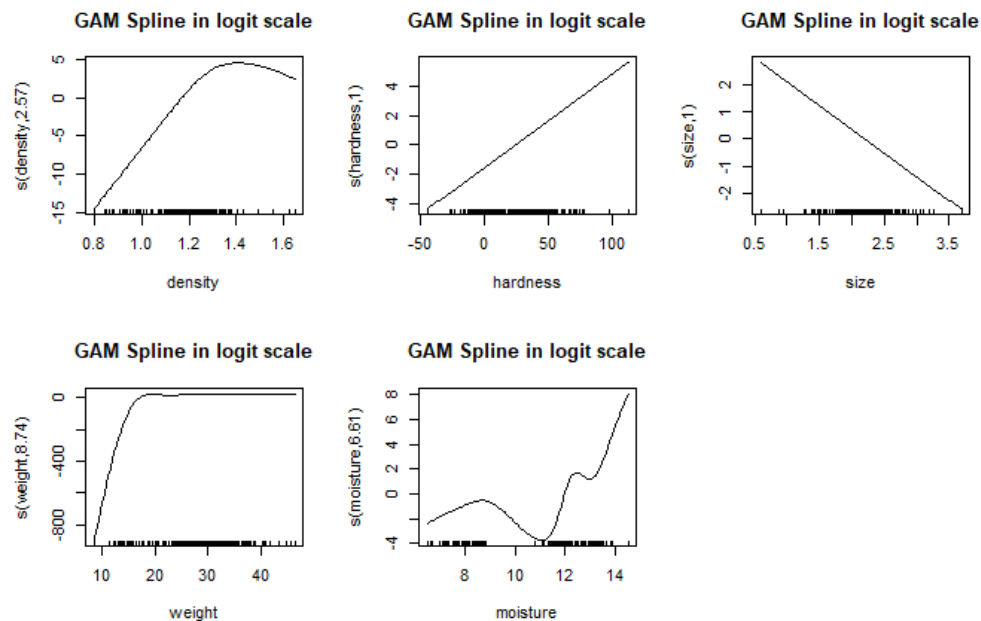 GAM Spline in logit scale
s(density,2.57)
5
0
-5
-10
-15
0.8 1.0 1.2 1.4 1.6
density
GAM Spline in logit scale
s(hardness,1)
4
2
0
-2
-4
-50 0 50 100
hardness
GAM Spline in logit scale
s(size,1)
2
1
0
-1
-2
0.5 1.5 2.5 3.5
size
GAM Spline in logit scale
s(weight,8.74)
0
-400
-800
10 20 30 40
weight
GAM Spline in logit scale
s(moisture,6.61)
8
6
4
2
0
-4
8 10 12 14
moisture